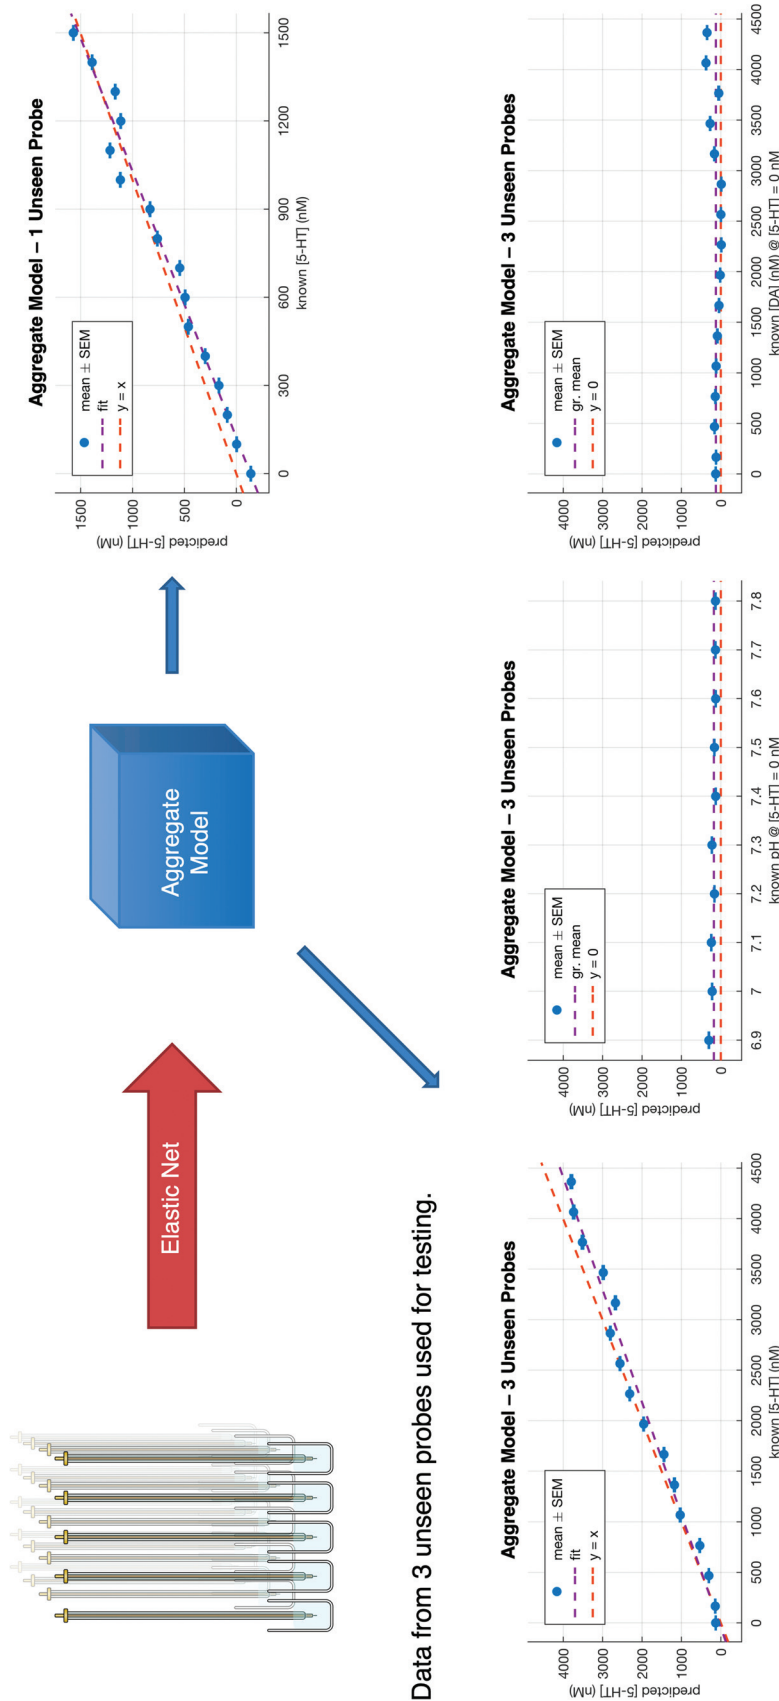 Elastic Net
Aggregate
Model
Aggregate Model – 1 Unseen Probe
mean ± SEM
fit
y = x
predicted [5-HT] (nM)
1500
1000
500
0
0
300
600
900
1200
1500
known [5-HT] (nM)
Data from 3 unseen probes used for testing.
Aggregate Model – 3 Unseen Probes
mean ± SEM
fit
y = x
predicted [5-HT] (nM)
4000
3000
2000
1000
0
0
500
1000
1500
2000
2500
3000
3500
4000
4500
known [5-HT] (nM)
Aggregate Model – 3 Unseen Probes
mean ± SEM
gr. mean
y = 0
predicted [5-HT] (nM)
4000
3000
2000
1000
0
6.9
7
7.1
7.2
7.3
7.4
7.5
7.6
7.7
7.8
known pH @ [5-HT] = 0 nM
Aggregate Model – 3 Unseen Probes
mean ± SEM
gr. mean
y = 0
predicted [5-HT] (nM)
4000
3000
2000
1000
0
0
500
1000
1500
2000
2500
3000
3500
4000
4500
known [DA] (nM) @ [5-HT] = 0 nM